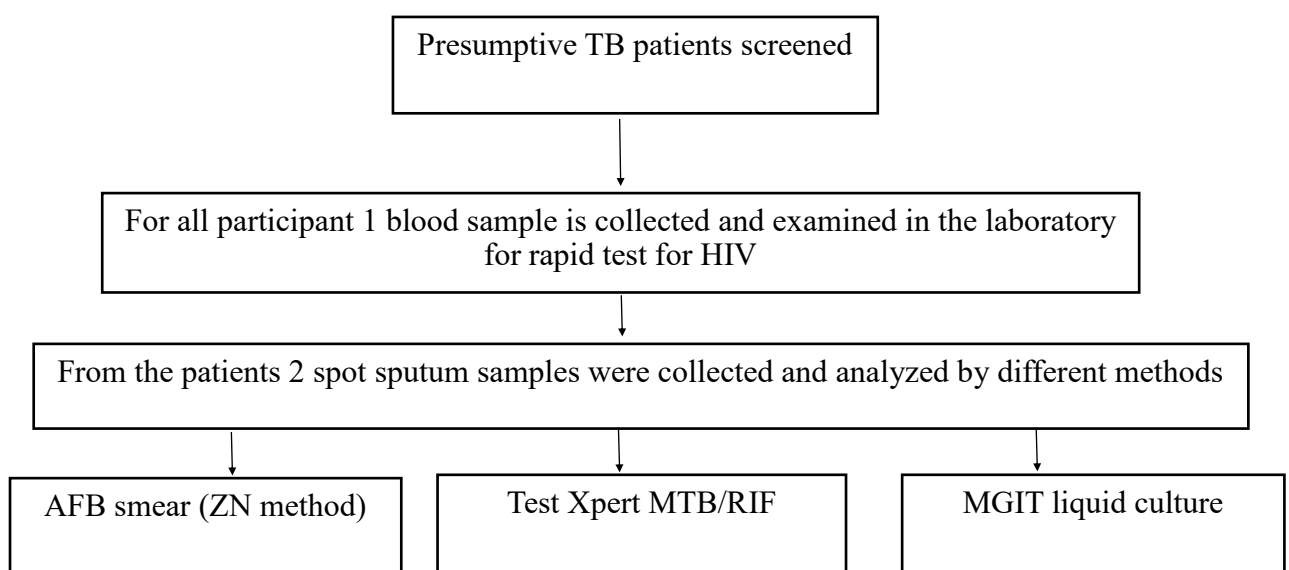 Presumptive TB patients screened
For all participant 1 blood sample is collected and examined in the laboratory
for rapid test for HIV
From the patients 2 spot sputum samples were collected and analyzed by different methods
AFB smear (ZN method)
Test Xpert MTB/RIF
MGIT liquid culture